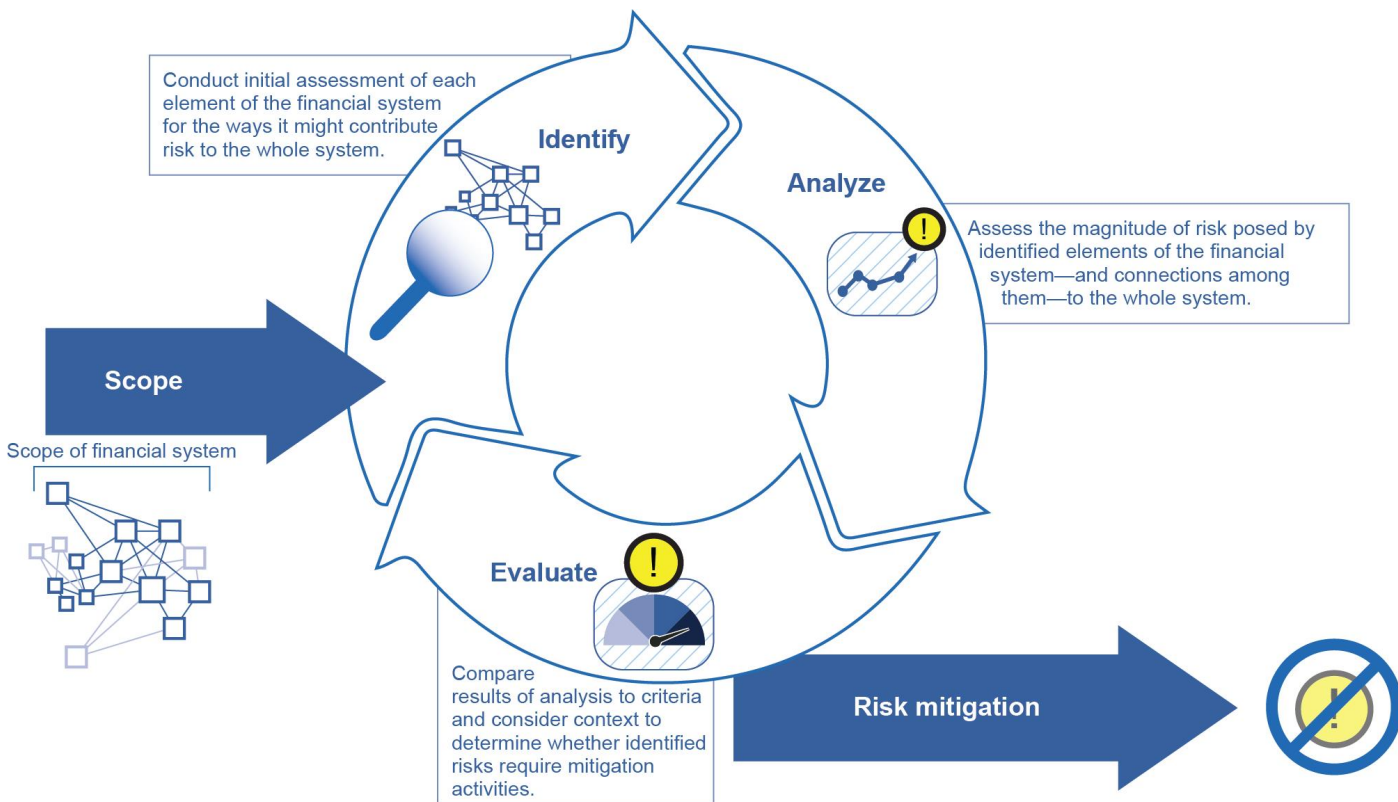 Conduct initial assessment of each
element of the financial system
for the ways it might contribute
risk to the whole system.
Identify
Analyze
!
Assess the magnitude of risk posed by
identified elements of the financial
system—and connections among
them—to the whole system.
Scope
Scope of financial system
Evaluate
!
Compare
results of analysis to criteria
and consider context to
determine whether identified
risks require mitigation
activities.
Risk mitigation
!